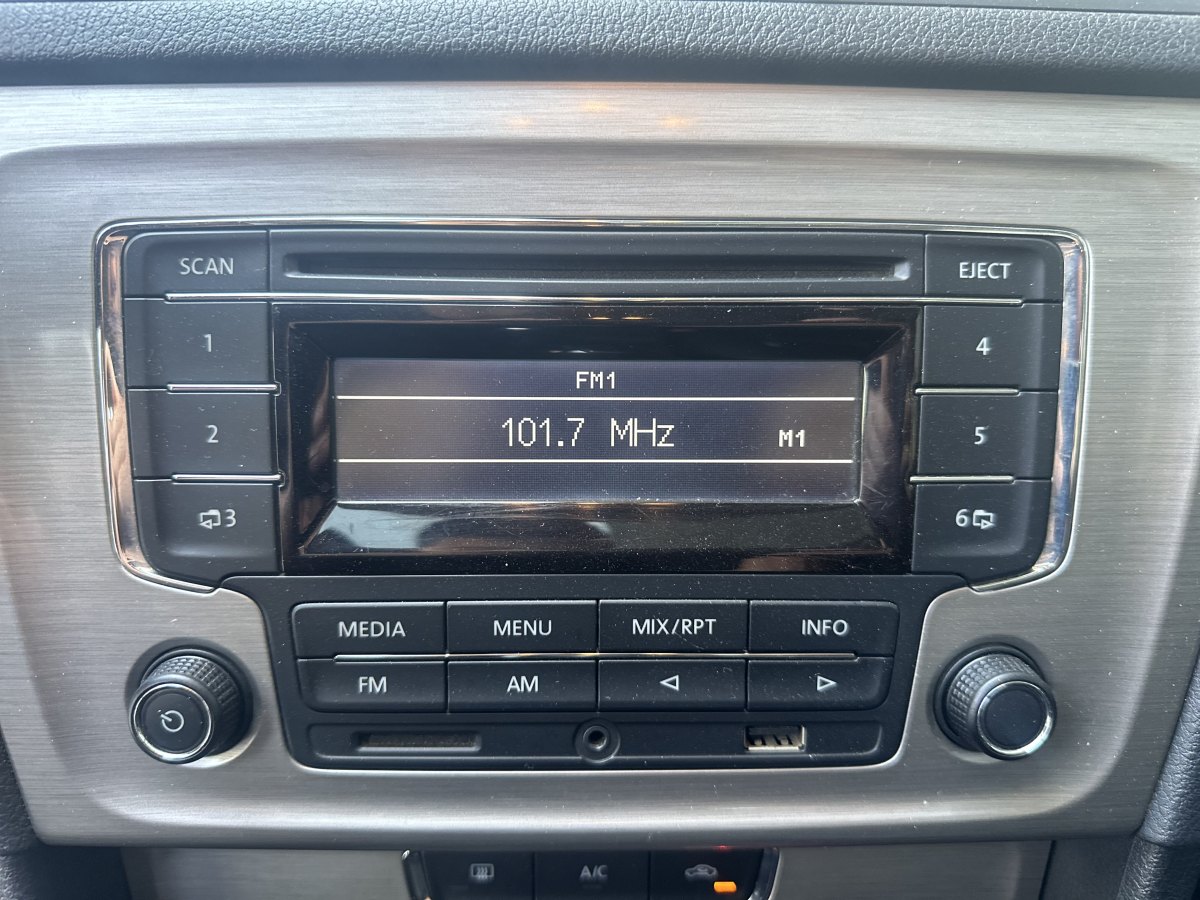 SCAN
EJECT
1
4
FM1
101.7 MHz M1
2
5
3
6
MEDIA MENU MIX/RPT INFO
FM AM
A/C